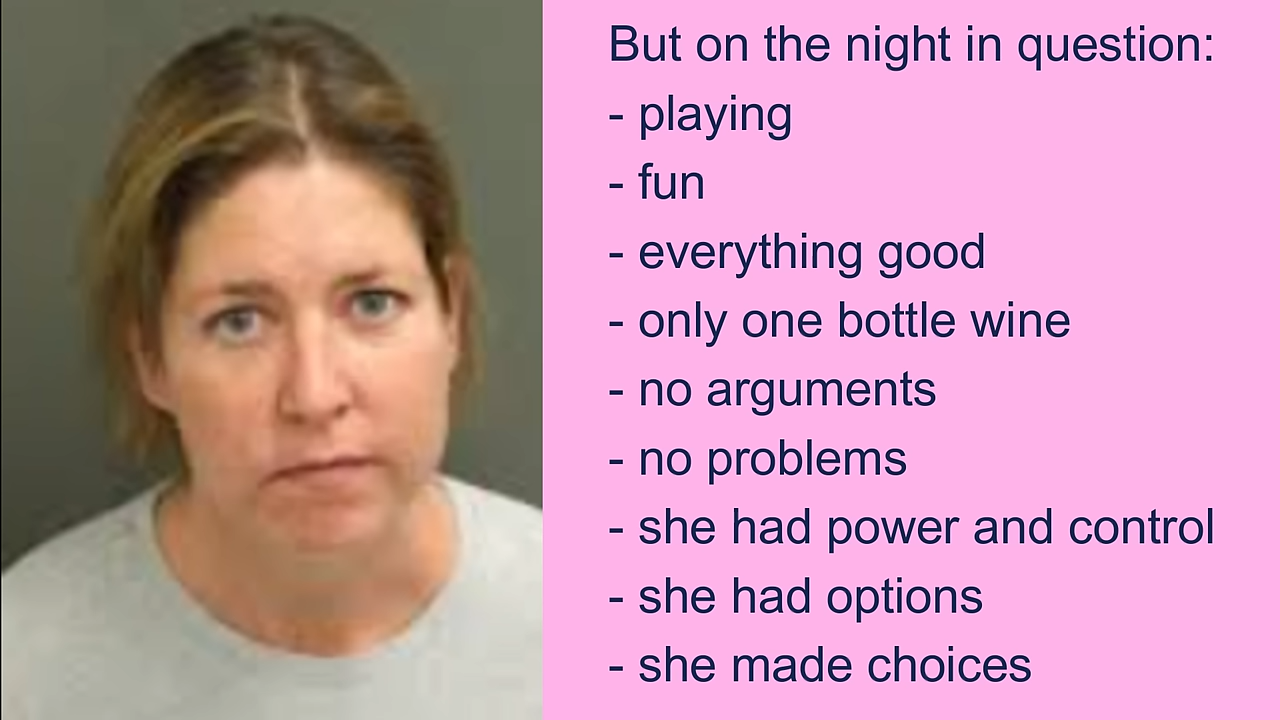 But on the night in question:
- playing
- fun
- everything good
- only one bottle wine
- no arguments
- no problems
- she had power and control
- she had options
- she made choices